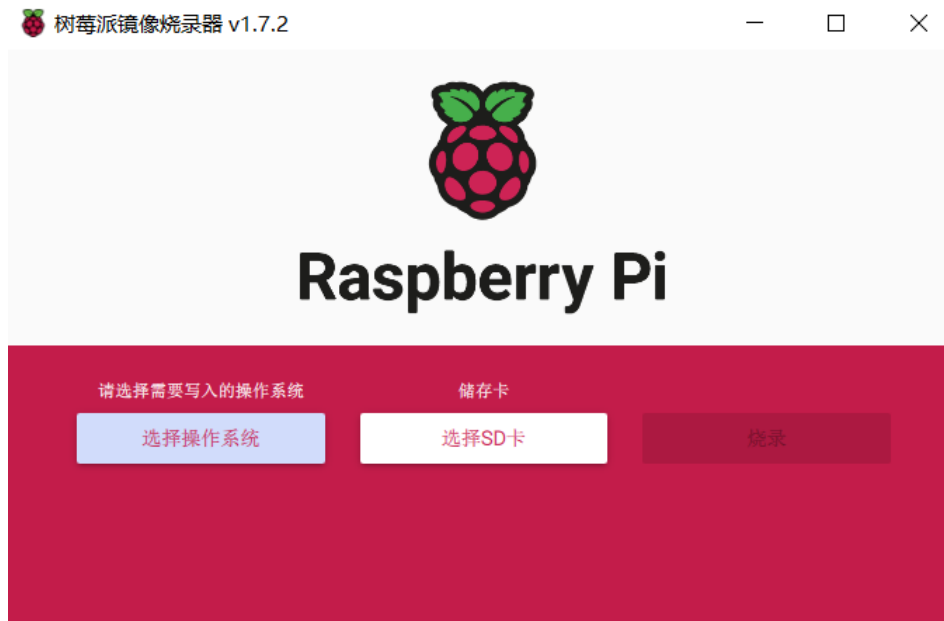 树莓派镜像烧录器 v1.7.2
Raspberry Pi
请选择需要写入的操作系统
储存卡
选择操作系统
选择SD卡
烧录